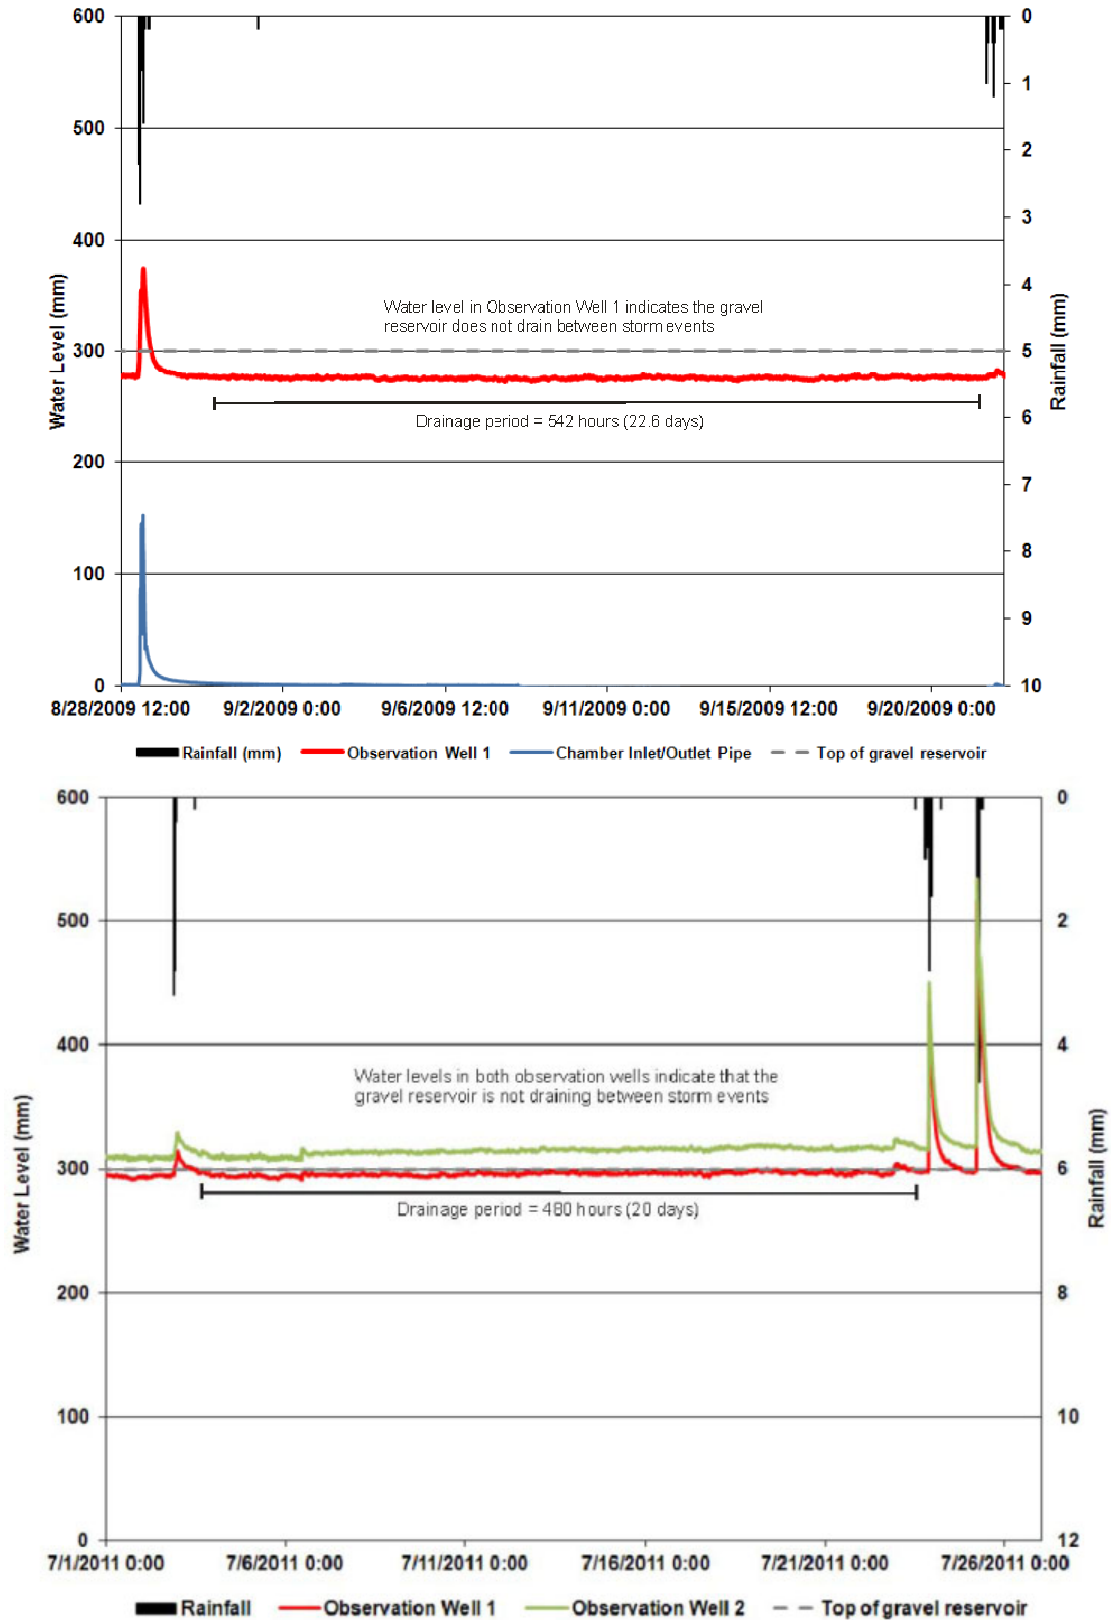 600
500
400
300
200
100
0
Water Level (mm)
0
1
2
3
4
5
6
7
8
9
10
Rainfall (mm)
Water level in Observation Well 1 indicates the gravel
reservoir does not drain between storm events
Drainage period = 542 hours (22.6 days)
8/28/2009 12:00 9/2/2009 0:00 9/6/2009 12:00 9/11/2009 0:00 9/15/2009 12:00 9/20/2009 0:00
Rainfall (mm) Observation Well 1 Chamber Inlet/Outlet Pipe Top of gravel reservoir
600
500
400
300
200
100
0
Water Level (mm)
0
2
4
6
8
10
12
Rainfall (mm)
Water levels in both observation wells indicate that the
gravel reservoir is not draining between storm events
Drainage period = 480 hours (20 days)
7/1/2011 0:00 7/6/2011 0:00 7/11/2011 0:00 7/16/2011 0:00 7/21/2011 0:00 7/26/2011 0:00
Rainfall Observation Well 1 Observation Well 2 Top of gravel reservoir